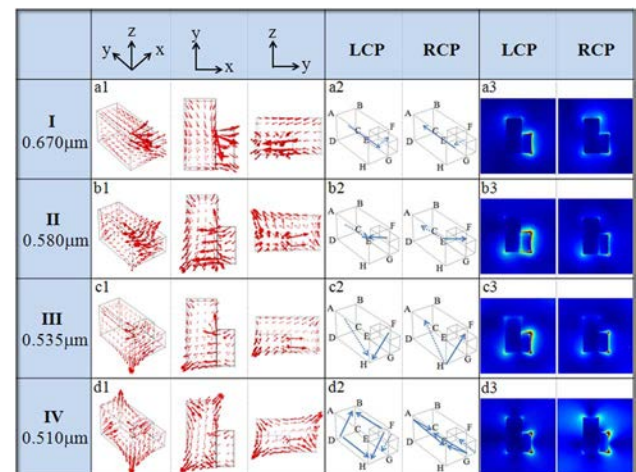 z
y x
y
x
z
y
LCP RCP LCP RCP
I
0.670μm
a1 a2 a3
A B C D E F G H
A B C D E F G H
II
0.580μm
b1 b2 b3
A B C D E F G H
A B C D E F G H
III
0.535μm
c1 c2 c3
A B C D E F G H
A B C D E F G H
IV
0.510μm
d1 d2 d3
A B C D E F G H
A B C D E F G H